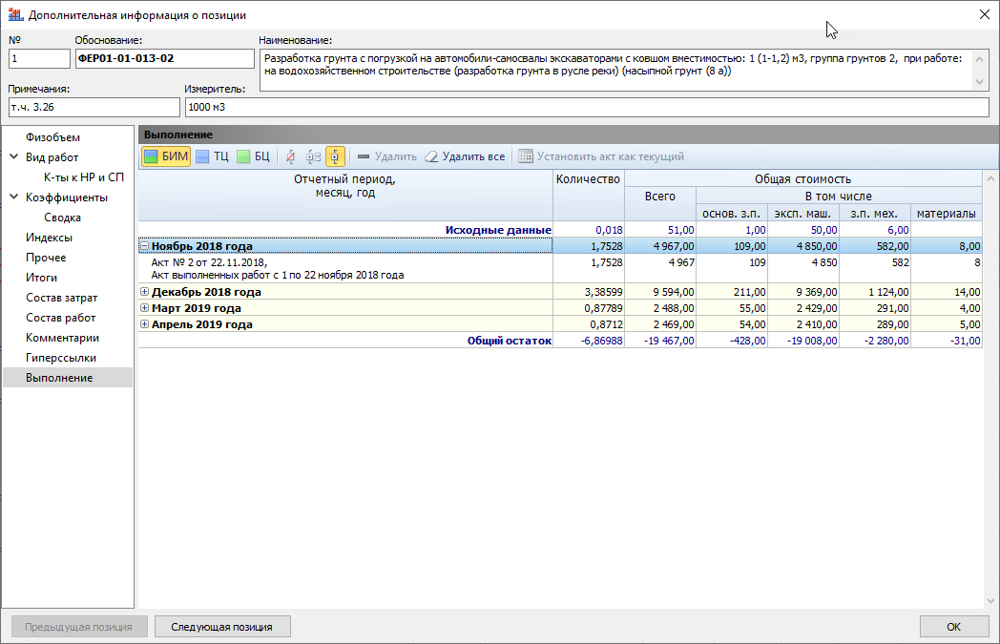 Дополнительная информация о позиции
№
Обоснование:
Наименование:
1
ФЕР01-01-013-02
Разработка грунта с погрузкой на автомобили-самосвалы экскаваторами с ковшом вместимостью: 1 (1-1,2) м3, группа грунтов 2, при работе:
на водохозяйственном строительстве (разработка грунта в русле реки) (насыпной грунт (8 а))
Примечания:
Измеритель:
т.ч. 3.26
1000 м3
Физобъем
Вид работ
К-ты к НР и СП
Коэффициенты
Сводка
Индексы
Прочее
Итоги
Состав затрат
Состав работ
Комментарии
Гиперссылки
Выполнение
Выполнение
БИМ ТЦ БЦ Удалить Удалить все Установить акт как текущий
Отчетный период,
месяц, год
Количество
Общая стоимость
Всего
В том числе
основ. з.п. эксп. маш. з.п. мех. материалы
Исходные данные 0,018 51,00 1,00 50,00 6,00
Ноябрь 2018 года 1,7528 4 967,00 109,00 4 850,00 582,00 8,00
Акт № 2 от 22.11.2018, 1,7528 4 967 109 4 850 582 8
Акт выполненных работ с 1 по 22 ноября 2018 года
Декабрь 2018 года 3,38599 9 594,00 211,00 9 369,00 1 124,00 14,00
Март 2019 года 0,87789 2 488,00 55,00 2 429,00 291,00 4,00
Апрель 2019 года 0,8712 2 469,00 54,00 2 410,00 289,00 5,00
Общий остаток -6,86988 -19 467,00 -428,00 -19 008,00 -2 280,00 -31,00
Предыдущая позиция
Следующая позиция
OK